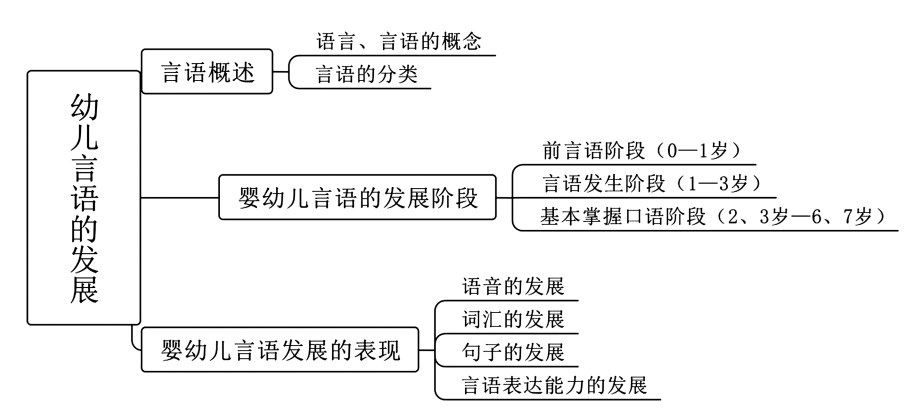 幼儿言语的发展
言语概述
语言、言语的概念
言语的分类
婴幼儿言语的发展阶段
前言语阶段（0—1岁）
言语发生阶段（1—3岁）
基本掌握口语阶段（2、3岁—6、7岁）
婴幼儿言语发展的表现
语音的发展
词汇的发展
句子的发展
言语表达能力的发展